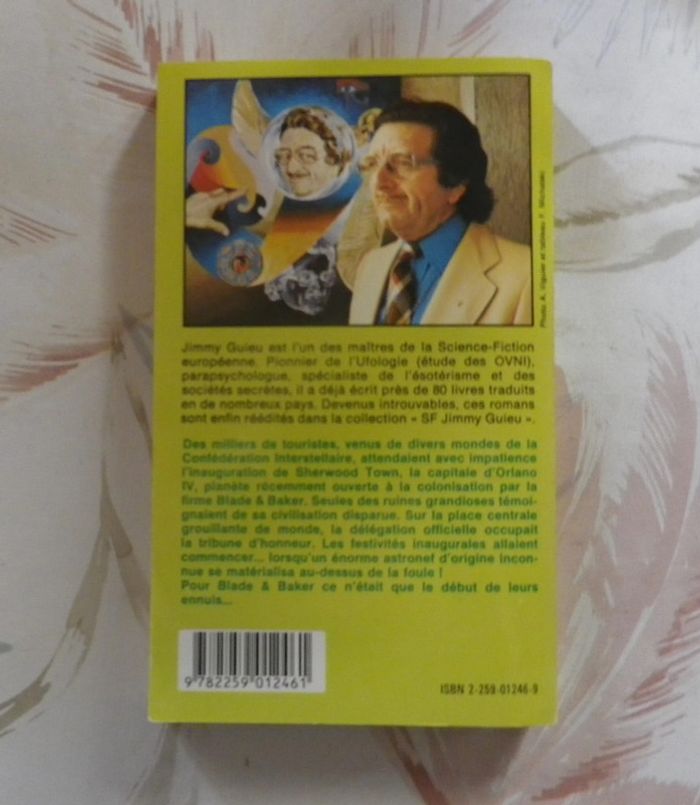 Photo A. Viguier et tableau F. Michalski
Jimmy Guieu est l'un des maîtres de la Science-Fiction
européenne. Pionnier de l'Ufologie (étude des OVNI),
parapsychologue, spécialiste de l'ésotérisme et des
sociétés secrètes, il a déjà écrit près de 80 livres traduits
en de nombreux pays. Devenus introuvables, ces romans
sont enfin réédités dans la collection « SF Jimmy Guieu ».
Des milliers de touristes, venus de divers mondes de la
Confédération Interstellaire, attendaient avec impatience
l'inauguration de Sherwood Town, la capitale d'Orlano
IV, planète récemment ouverte à la colonisation par la
firme Blade & Baker. Seules des ruines grandioses témoi-
gnaient de sa civilisation disparue. Sur la place centrale
grouillante de monde, la délégation officielle occupait
la tribune d'honneur. Les festivités inaugurales allaient
commencer... lorsqu'un énorme astronef d'origine incon-
nue se matérialisa au-dessus de la foule !
Pour Blade & Baker ce n'était que le début de leurs
ennuis...
9 782259 012461
ISBN 2-259-01246-9